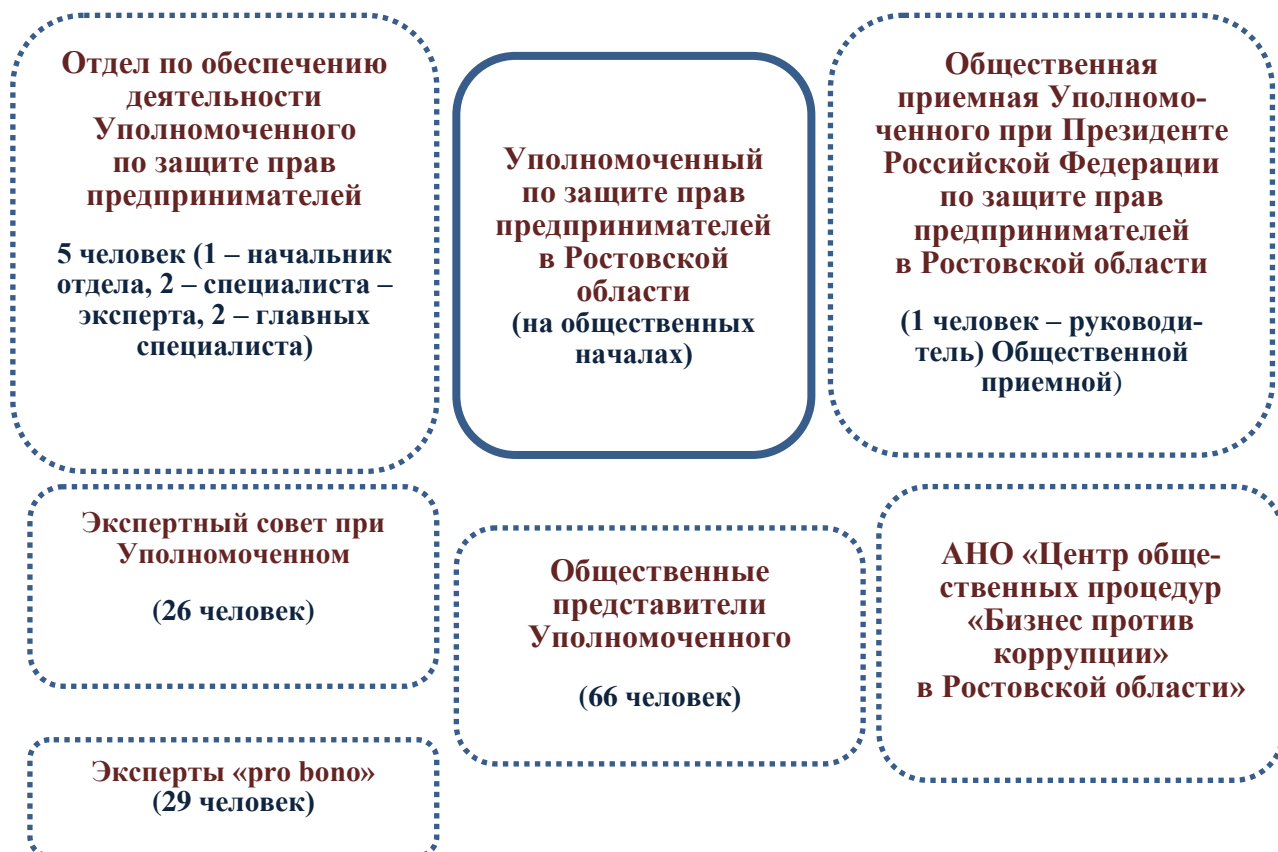 Отдел по обеспечению
деятельности
Уполномоченного
по защите прав
предпринимателей
5 человек (1 – начальник
отдела, 2 – специалиста –
эксперта, 2 – главных
специалиста)
Уполномоченный
по защите прав
предпринимателей
в Ростовской
области
(на общественных
началах)
Общественная
приемная Уполномо-
ченного при Президенте
Российской Федерации
по защите прав
предпринимателей
в Ростовской области
(1 человек – руководи-
тель) Общественной
приемной)
Экспертный совет при
Уполномоченном
(26 человек)
Общественные
представители
Уполномоченного
(66 человек)
АНО «Центр обще-
ственных процедур
«Бизнес против
коррупции»
в Ростовской области»
Эксперты «pro bono»
(29 человек)